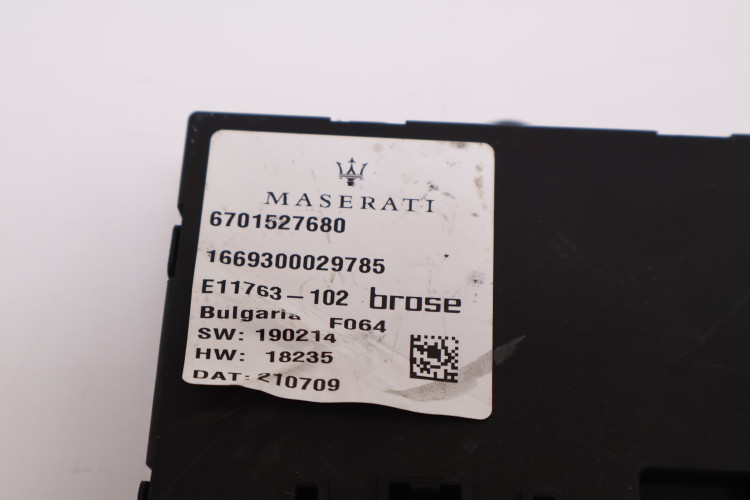 MASERATI
6701527680
1669300029785
E11763-102 brose
Bulgaria F064
SW: 190214
HW: 18235
DAT: 210709